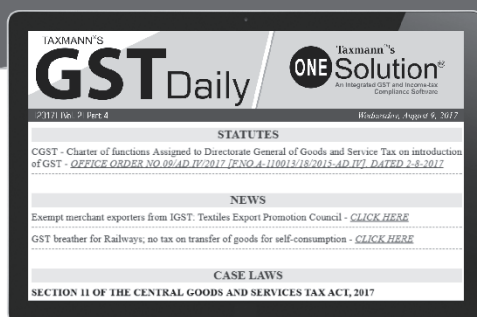 TAXMANN'S
GST Daily
ONE Solution®
Taxmann's
An Integrated GST and Income-tax
Compliance Software
[2017] No. 2 Part 4
Wednesday, August 9, 2017
STATUTES
CGST - Charter of functions Assigned to Directorate General of Goods and Service Tax on introduction
of GST - OFFICE ORDER NO.09/AD.IV/2017 [F.NO.A-110013/18/2015-AD.IV], DATED 2-8-2017
NEWS
Exempt merchant exporters from IGST: Textiles Export Promotion Council - CLICK HERE
GST breather for Railways; no tax on transfer of goods for self-consumption - CLICK HERE
CASE LAWS
SECTION 11 OF THE CENTRAL GOODS AND SERVICES TAX ACT, 2017